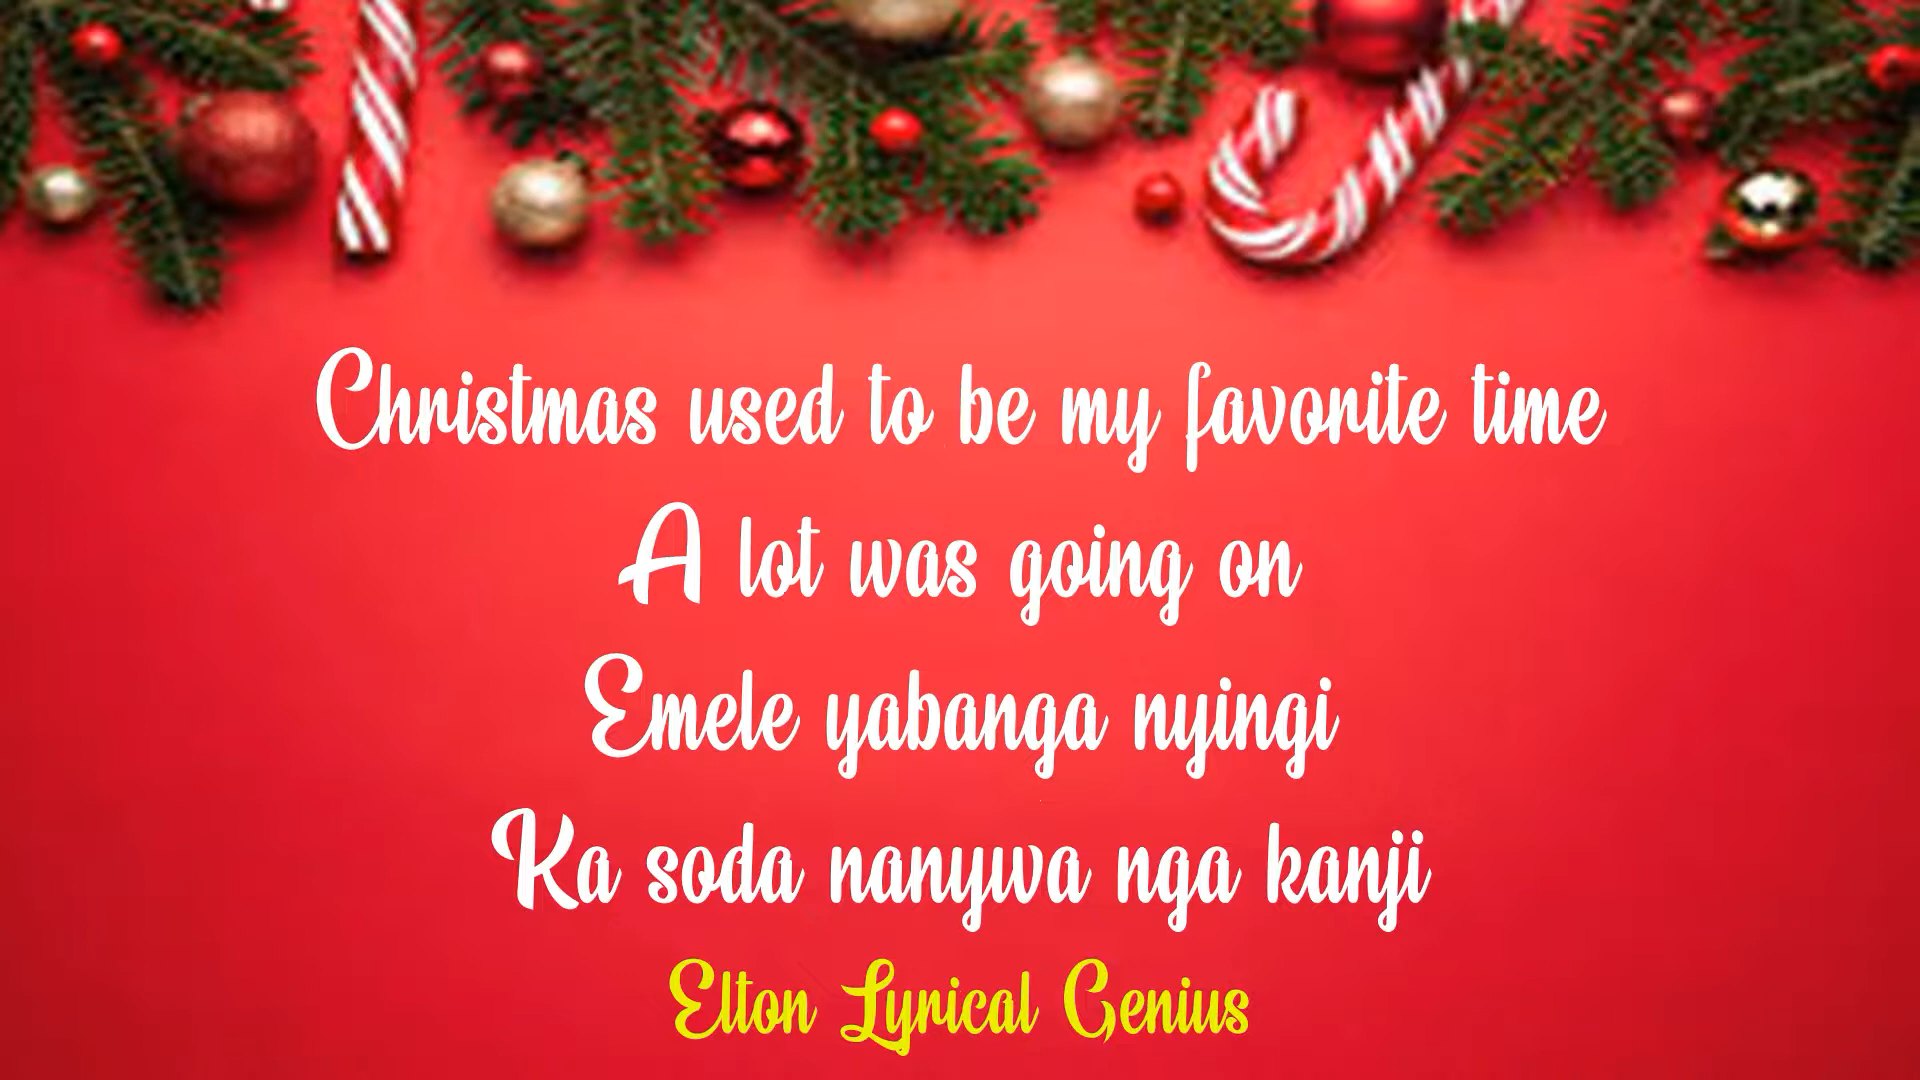 Christmas used to be my favorite time
A lot was going on
Emele yabanga nyingi
Ka soda nanywa nga kanji
Elton Lyrical Genius